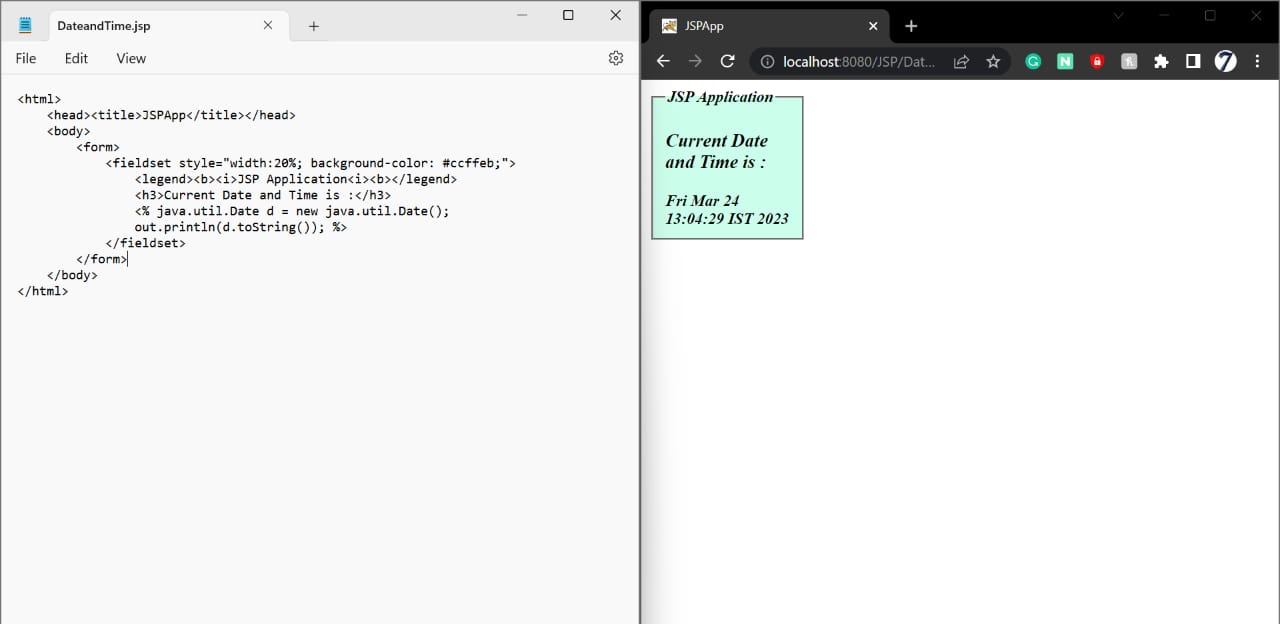 DateandTime.jsp
File Edit View
<html>
<head><title>JSPApp</title></head>
<body>
<form>
<fieldset style="width:20%; background-color: #ccffeb;">
<legend><b><i>JSP Application<i><b></legend>
<h3>Current Date and Time is :</h3>
<% java.util.Date d = new java.util.Date();
out.println(d.toString()); %>
</fieldset>
</form>
</body>
</html>
JSPApp
localhost:8080/JSP/Dat...
JSP Application
Current Date
and Time is :
Fri Mar 24
13:04:29 IST 2023